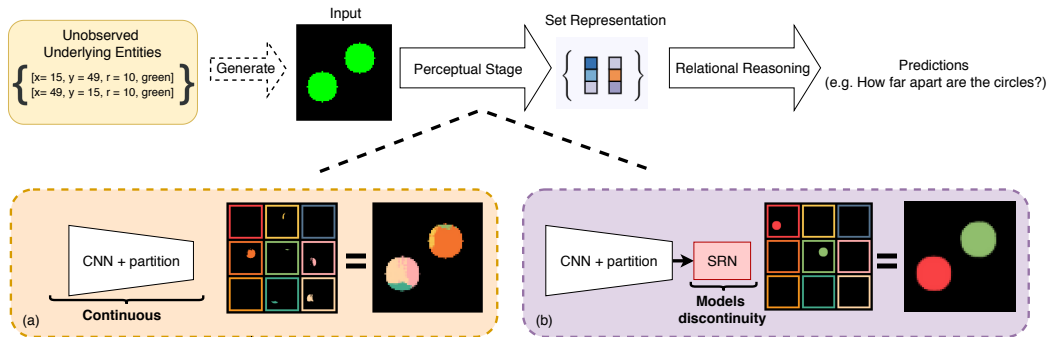 Unobserved
Underlying Entities
{ [x= 15, y = 49, r = 10, green] }
[x= 49, y = 15, r = 10, green]
Generate
Input
Perceptual Stage
Set Representation
{ }
Relational Reasoning
Predictions
(e.g. How far apart are the circles?)
CNN + partition
Continuous
=
(a)
CNN + partition
SRN
Models
discontinuity
=
(b)